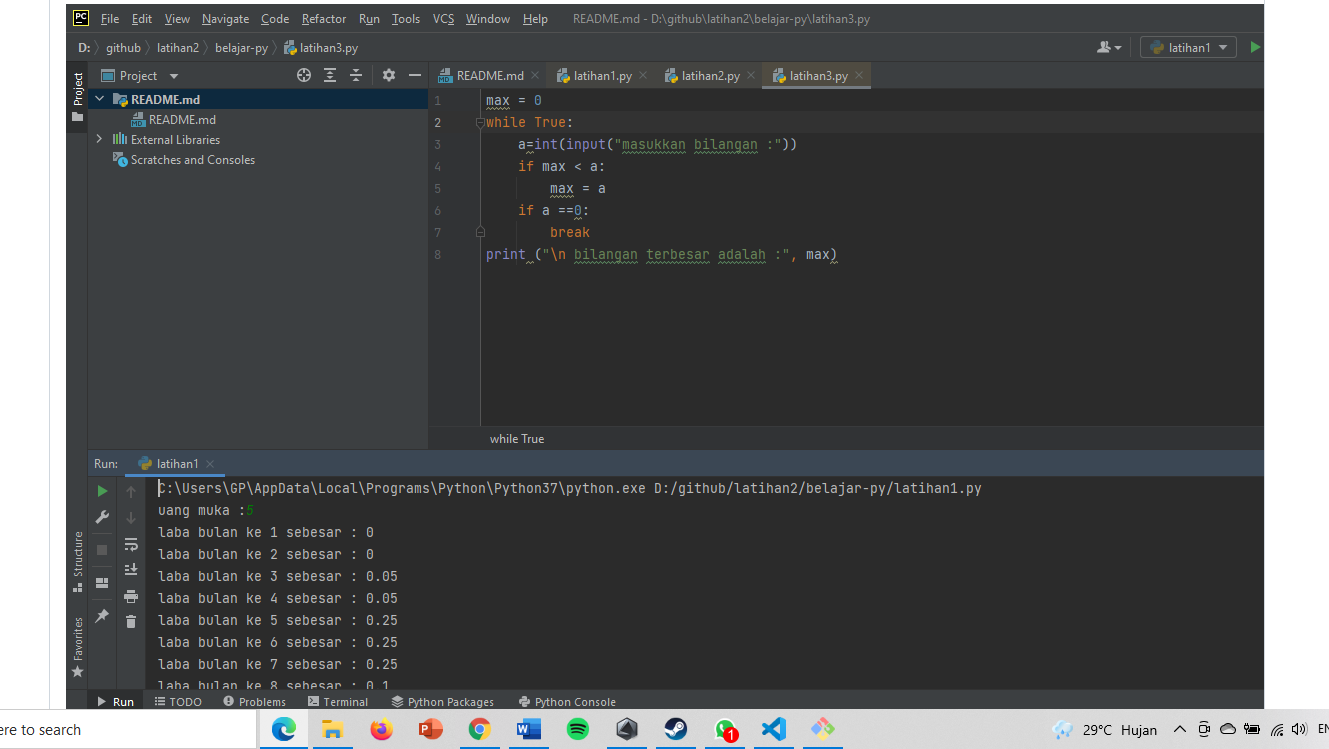 PC File Edit View Navigate Code Refactor Run Tools VCS Window Help README.md - D:\github\latihan2\belajar-py\latihan3.py
D: github latihan2 belajar-py latihan3.py latihan1
Project Project README.md latihan1.py latihan2.py latihan3.py
README.md
README.md
External Libraries
Scratches and Consoles
1 max = 0
2 while True:
3 a=int(input("masukkan bilangan :"))
4 if max < a:
5 max = a
6 if a ==0:
7 break
8 print ("\n bilangan terbesar adalah :", max)
while True
Run: latihan1
C:\Users\GP\AppData\Local\Programs\Python\Python37\python.exe D:/github/latihan2/belajar-py/latihan1.py
uang muka :5
laba bulan ke 1 sebesar : 0
laba bulan ke 2 sebesar : 0
laba bulan ke 3 sebesar : 0.05
laba bulan ke 4 sebesar : 0.05
laba bulan ke 5 sebesar : 0.25
laba bulan ke 6 sebesar : 0.25
laba bulan ke 7 sebesar : 0.25
laba bulan ke 8 sebesar : 0.1
Structure
Favorites
Run TODO Problems Terminal Python Packages Python Console
ere to search 1 29°C Hujan EN